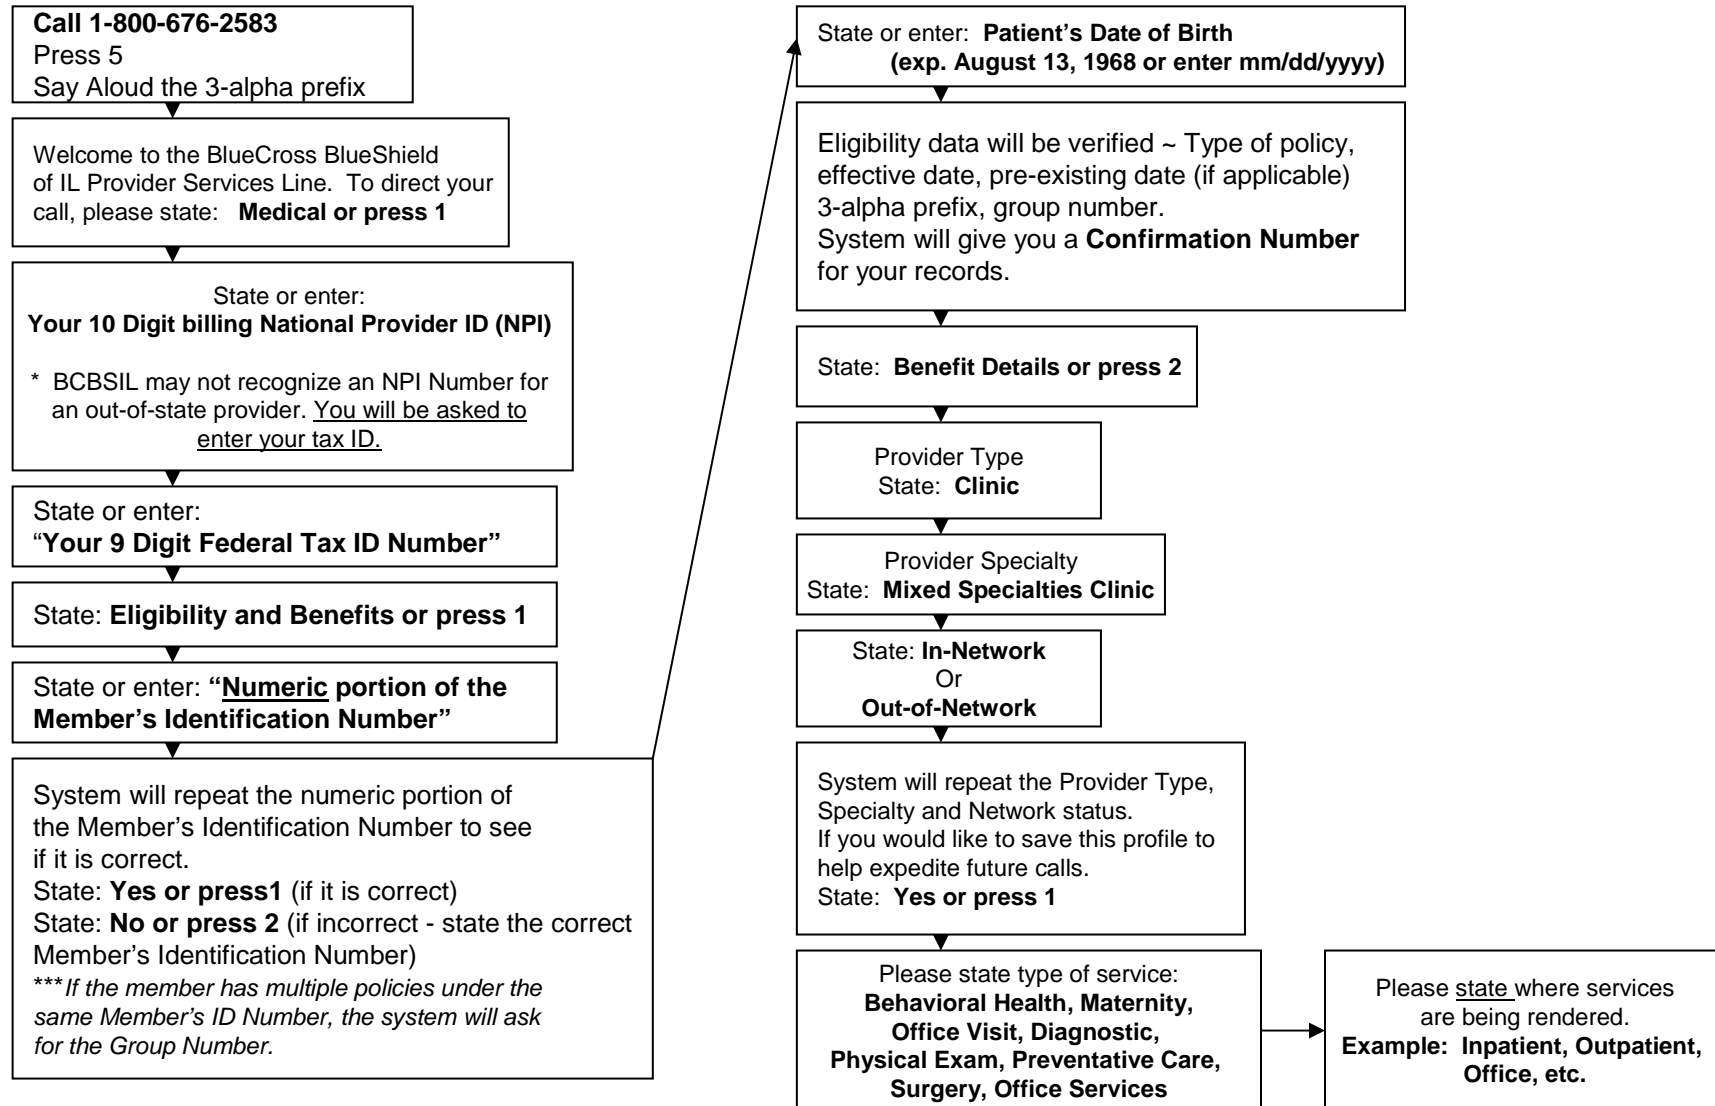 Call 1-800-676-2583
Press 5
Say Aloud the 3-alpha prefix
Welcome to the BlueCross BlueShield
of IL Provider Services Line.  To direct your
call, please state:   Medical or press 1
State or enter:
Your 10 Digit billing National Provider ID (NPI)
*  BCBSIL may not recognize an NPI Number for
an out-of-state provider. You will be asked to
enter your tax ID.
State or enter:
“Your 9 Digit Federal Tax ID Number”
State: Eligibility and Benefits or press 1
State or enter: “Numeric portion of the
Member’s Identification Number”
System will repeat the numeric portion of
the Member’s Identification Number to see
if it is correct.
State: Yes or press1 (if it is correct)
State: No or press 2 (if incorrect - state the correct
Member’s Identification Number)
***If the member has multiple policies under the
same Member’s ID Number, the system will ask
for the Group Number.
State or enter:  Patient’s Date of Birth
(exp. August 13, 1968 or enter mm/dd/yyyy)
Eligibility data will be verified ~ Type of policy,
effective date, pre-existing date (if applicable)
3-alpha prefix, group number.
System will give you a Confirmation Number
for your records.
State:  Benefit Details or press 2
Provider Type
State:  Clinic
Provider Specialty
State:  Mixed Specialties Clinic
State: In-Network
Or
Out-of-Network
System will repeat the Provider Type,
Specialty and Network status.
If you would like to save this profile to
help expedite future calls.
State:  Yes or press 1
Please state type of service:
Behavioral Health, Maternity,
Office Visit, Diagnostic,
Physical Exam, Preventative Care,
Surgery, Office Services
Please state where services
are being rendered.
Example:  Inpatient, Outpatient,
Office, etc.